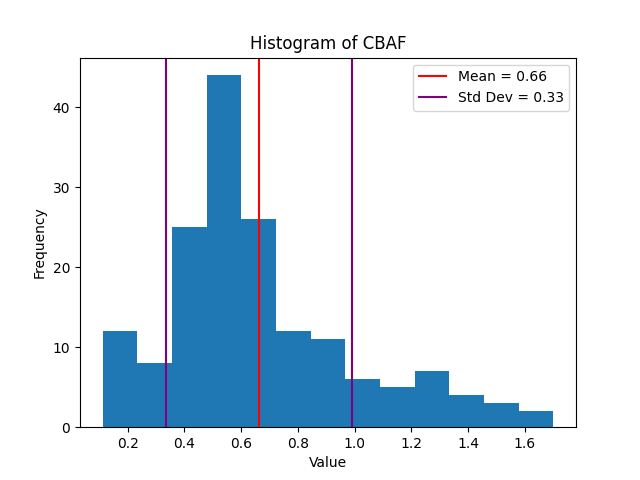 Histogram of CBAF
Mean = 0.66
Std Dev = 0.33
Frequency
40
30
20
10
0
0.2 0.4 0.6 0.8 1.0 1.2 1.4 1.6
Value